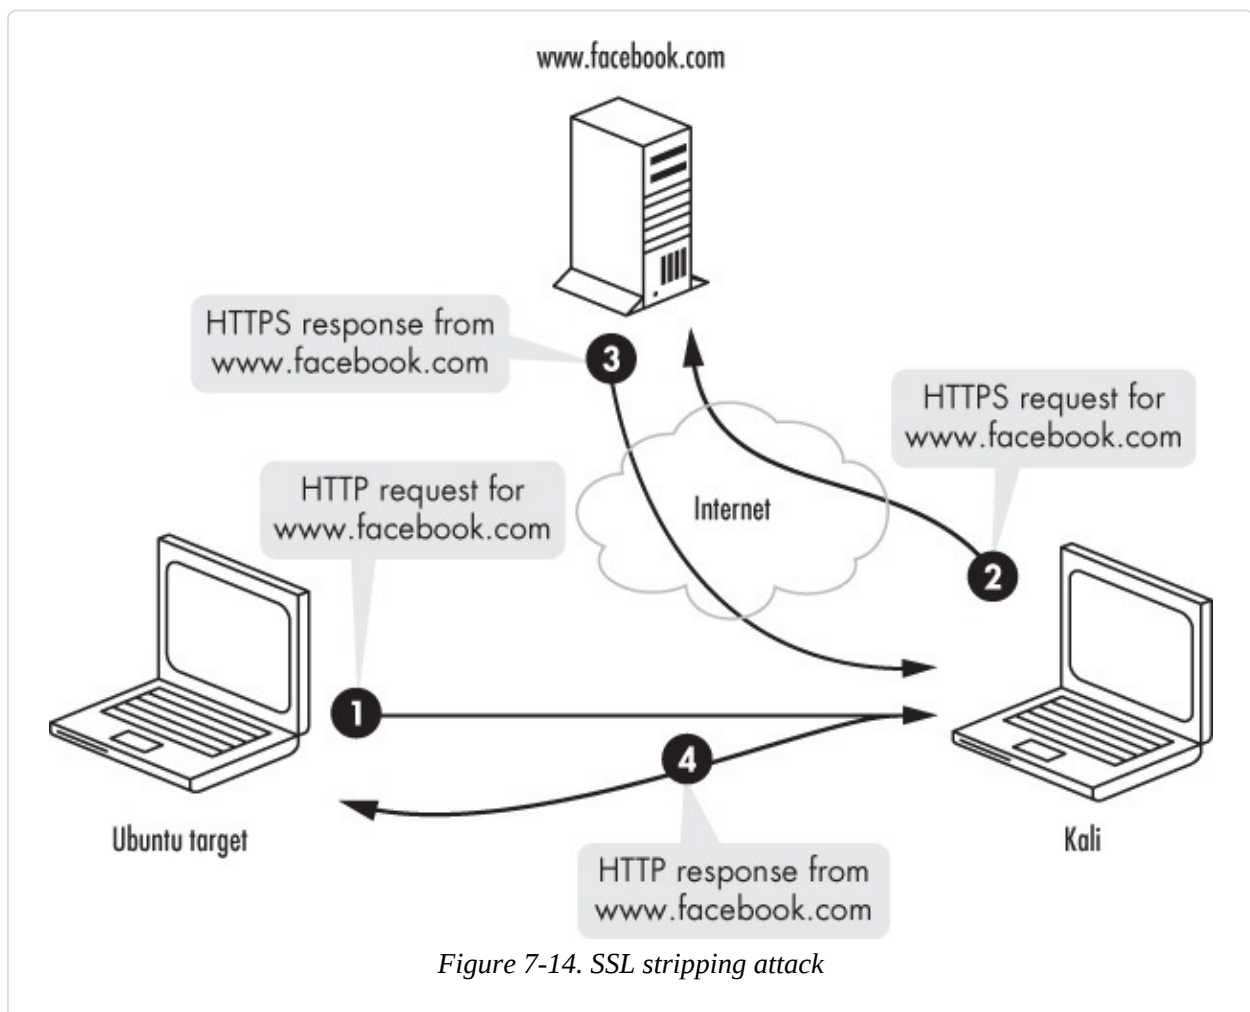 www.facebook.com
HTTPS response from
www.facebook.com
3
HTTPS request for
www.facebook.com
HTTP request for
www.facebook.com
Internet
2
1
4
Ubuntu target
Kali
HTTP response from
www.facebook.com
Figure 7-14. SSL stripping attack